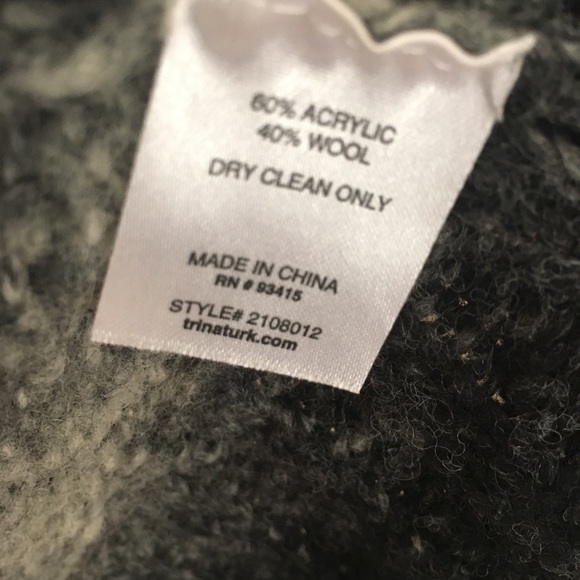 60% ACRYLIC
40% WOOL
DRY CLEAN ONLY
MADE IN CHINA
RN # 93415
STYLE# 2108012
trinaturk.com